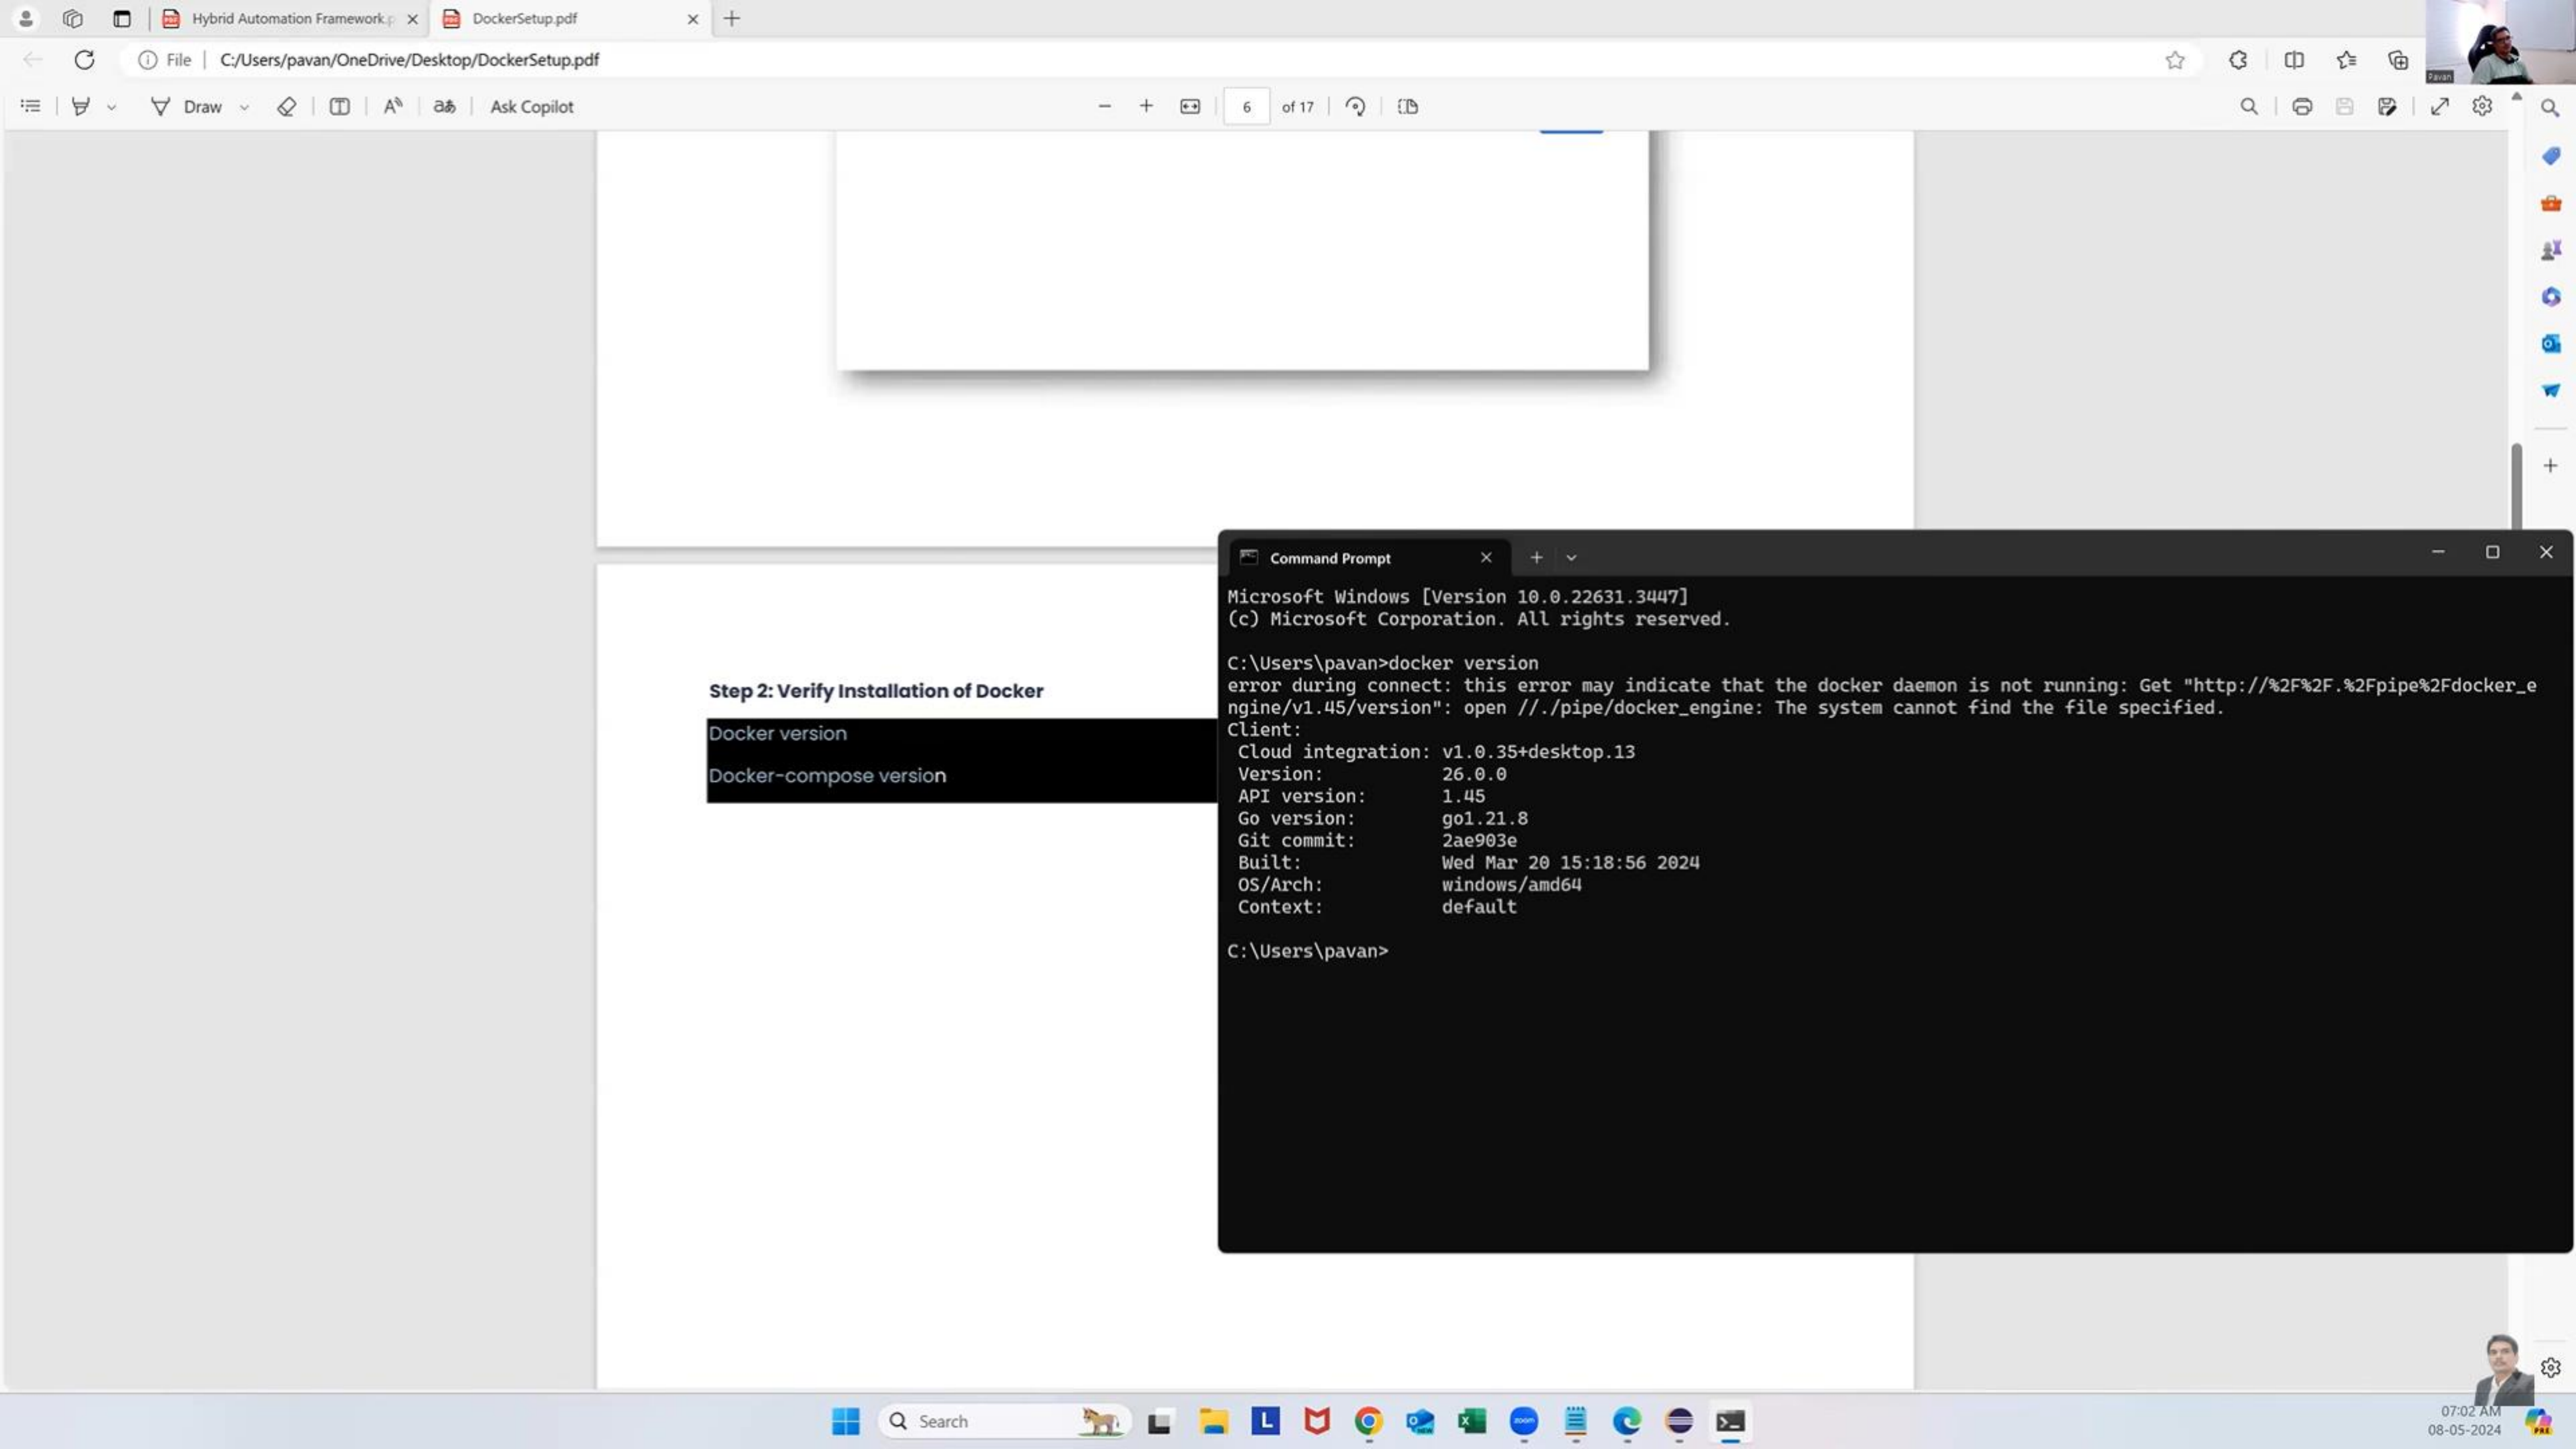 Hybrid Automation Framework.p
DockerSetup.pdf
File
C:/Users/pavan/OneDrive/Desktop/DockerSetup.pdf
Pavan
Draw
Ask Copilot
6
of 17
Step 2: Verify Installation of Docker
Docker version
Docker-compose version
Command Prompt
Microsoft Windows [Version 10.0.22631.3447]
(c) Microsoft Corporation. All rights reserved.
C:\Users\pavan>docker version
error during connect: this error may indicate that the docker daemon is not running: Get "http://%2F%2F.%2Fpipe%2Fdocker_e
ngine/v1.45/version": open //./pipe/docker_engine: The system cannot find the file specified.
Client:
Cloud integration: v1.0.35+desktop.13
Version: 26.0.0
API version: 1.45
Go version: go1.21.8
Git commit: 2ae903e
Built: Wed Mar 20 15:18:56 2024
OS/Arch: windows/amd64
Context: default
C:\Users\pavan>
Search
L
zoom
07:02 AM
08-05-2024